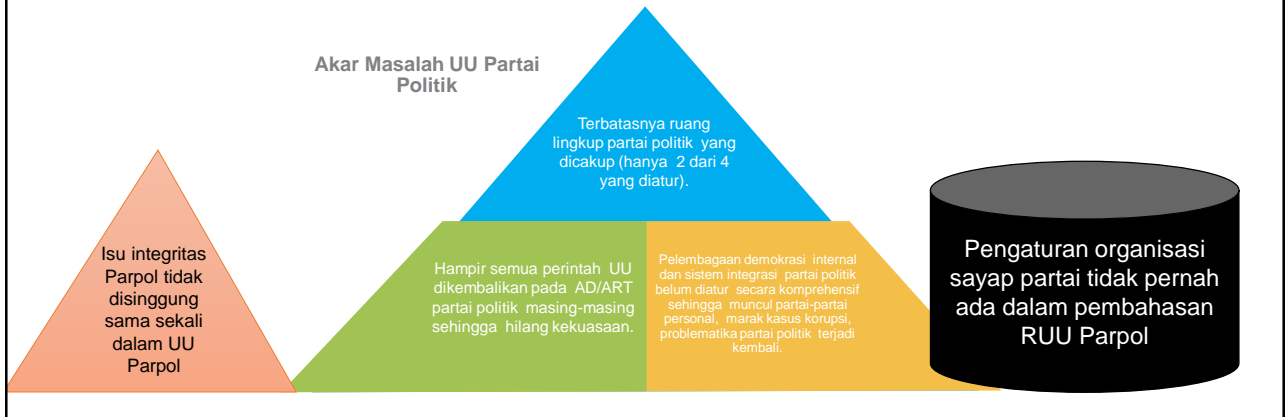 Akar Masalah UU Partai
Politik
Terbatasnya ruang
lingkup partai politik yang
dicakup (hanya 2 dari 4
yang diatur).
Isu integritas
Parpol tidak
disinggung
sama sekali
dalam UU
Parpol
Hampir semua perintah UU
dikembalikan pada AD/ART
partai politik masing-masing
sehingga hilang kekuasaan.
Pelembagaan demokrasi internal
dan sistem integrasi partai politik
belum diatur secara komprehensif
sehingga muncul partai-partai
personal, marak kasus korupsi,
problematika partai politik terjadi
kembali.
Pengaturan organisasi
sayap partai tidak pernah
ada dalam pembahasan
RUU Parpol